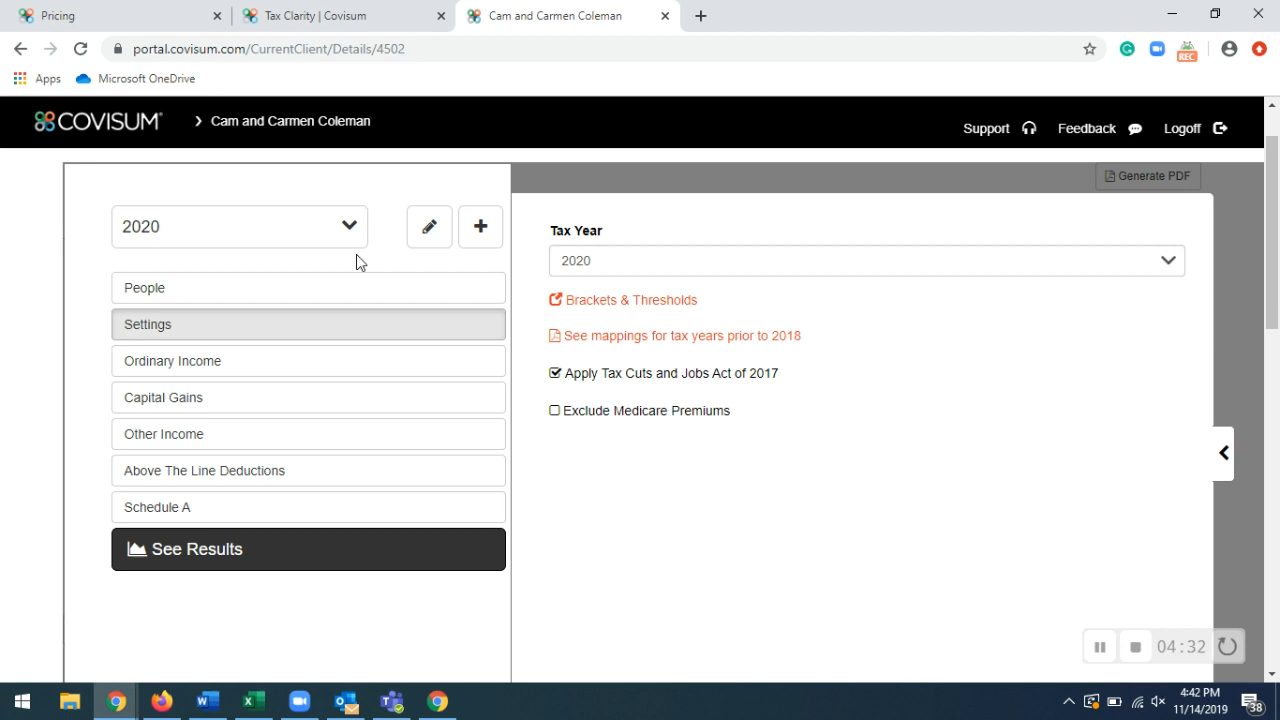 Pricing
Tax Clarity | Covisum
Cam and Carmen Coleman
portal.covisum.com/CurrentClient/Details/4502
REC
Apps
Microsoft OneDrive
COVISUM
Cam and Carmen Coleman
Support
Feedback
Logoff
Generate PDF
2020
Tax Year
2020
People
Brackets & Thresholds
Settings
See mappings for tax years prior to 2018
Ordinary Income
Apply Tax Cuts and Jobs Act of 2017
Capital Gains
Exclude Medicare Premiums
Other Income
Above The Line Deductions
Schedule A
See Results
04:32
4:42 PM
11/14/2019
38